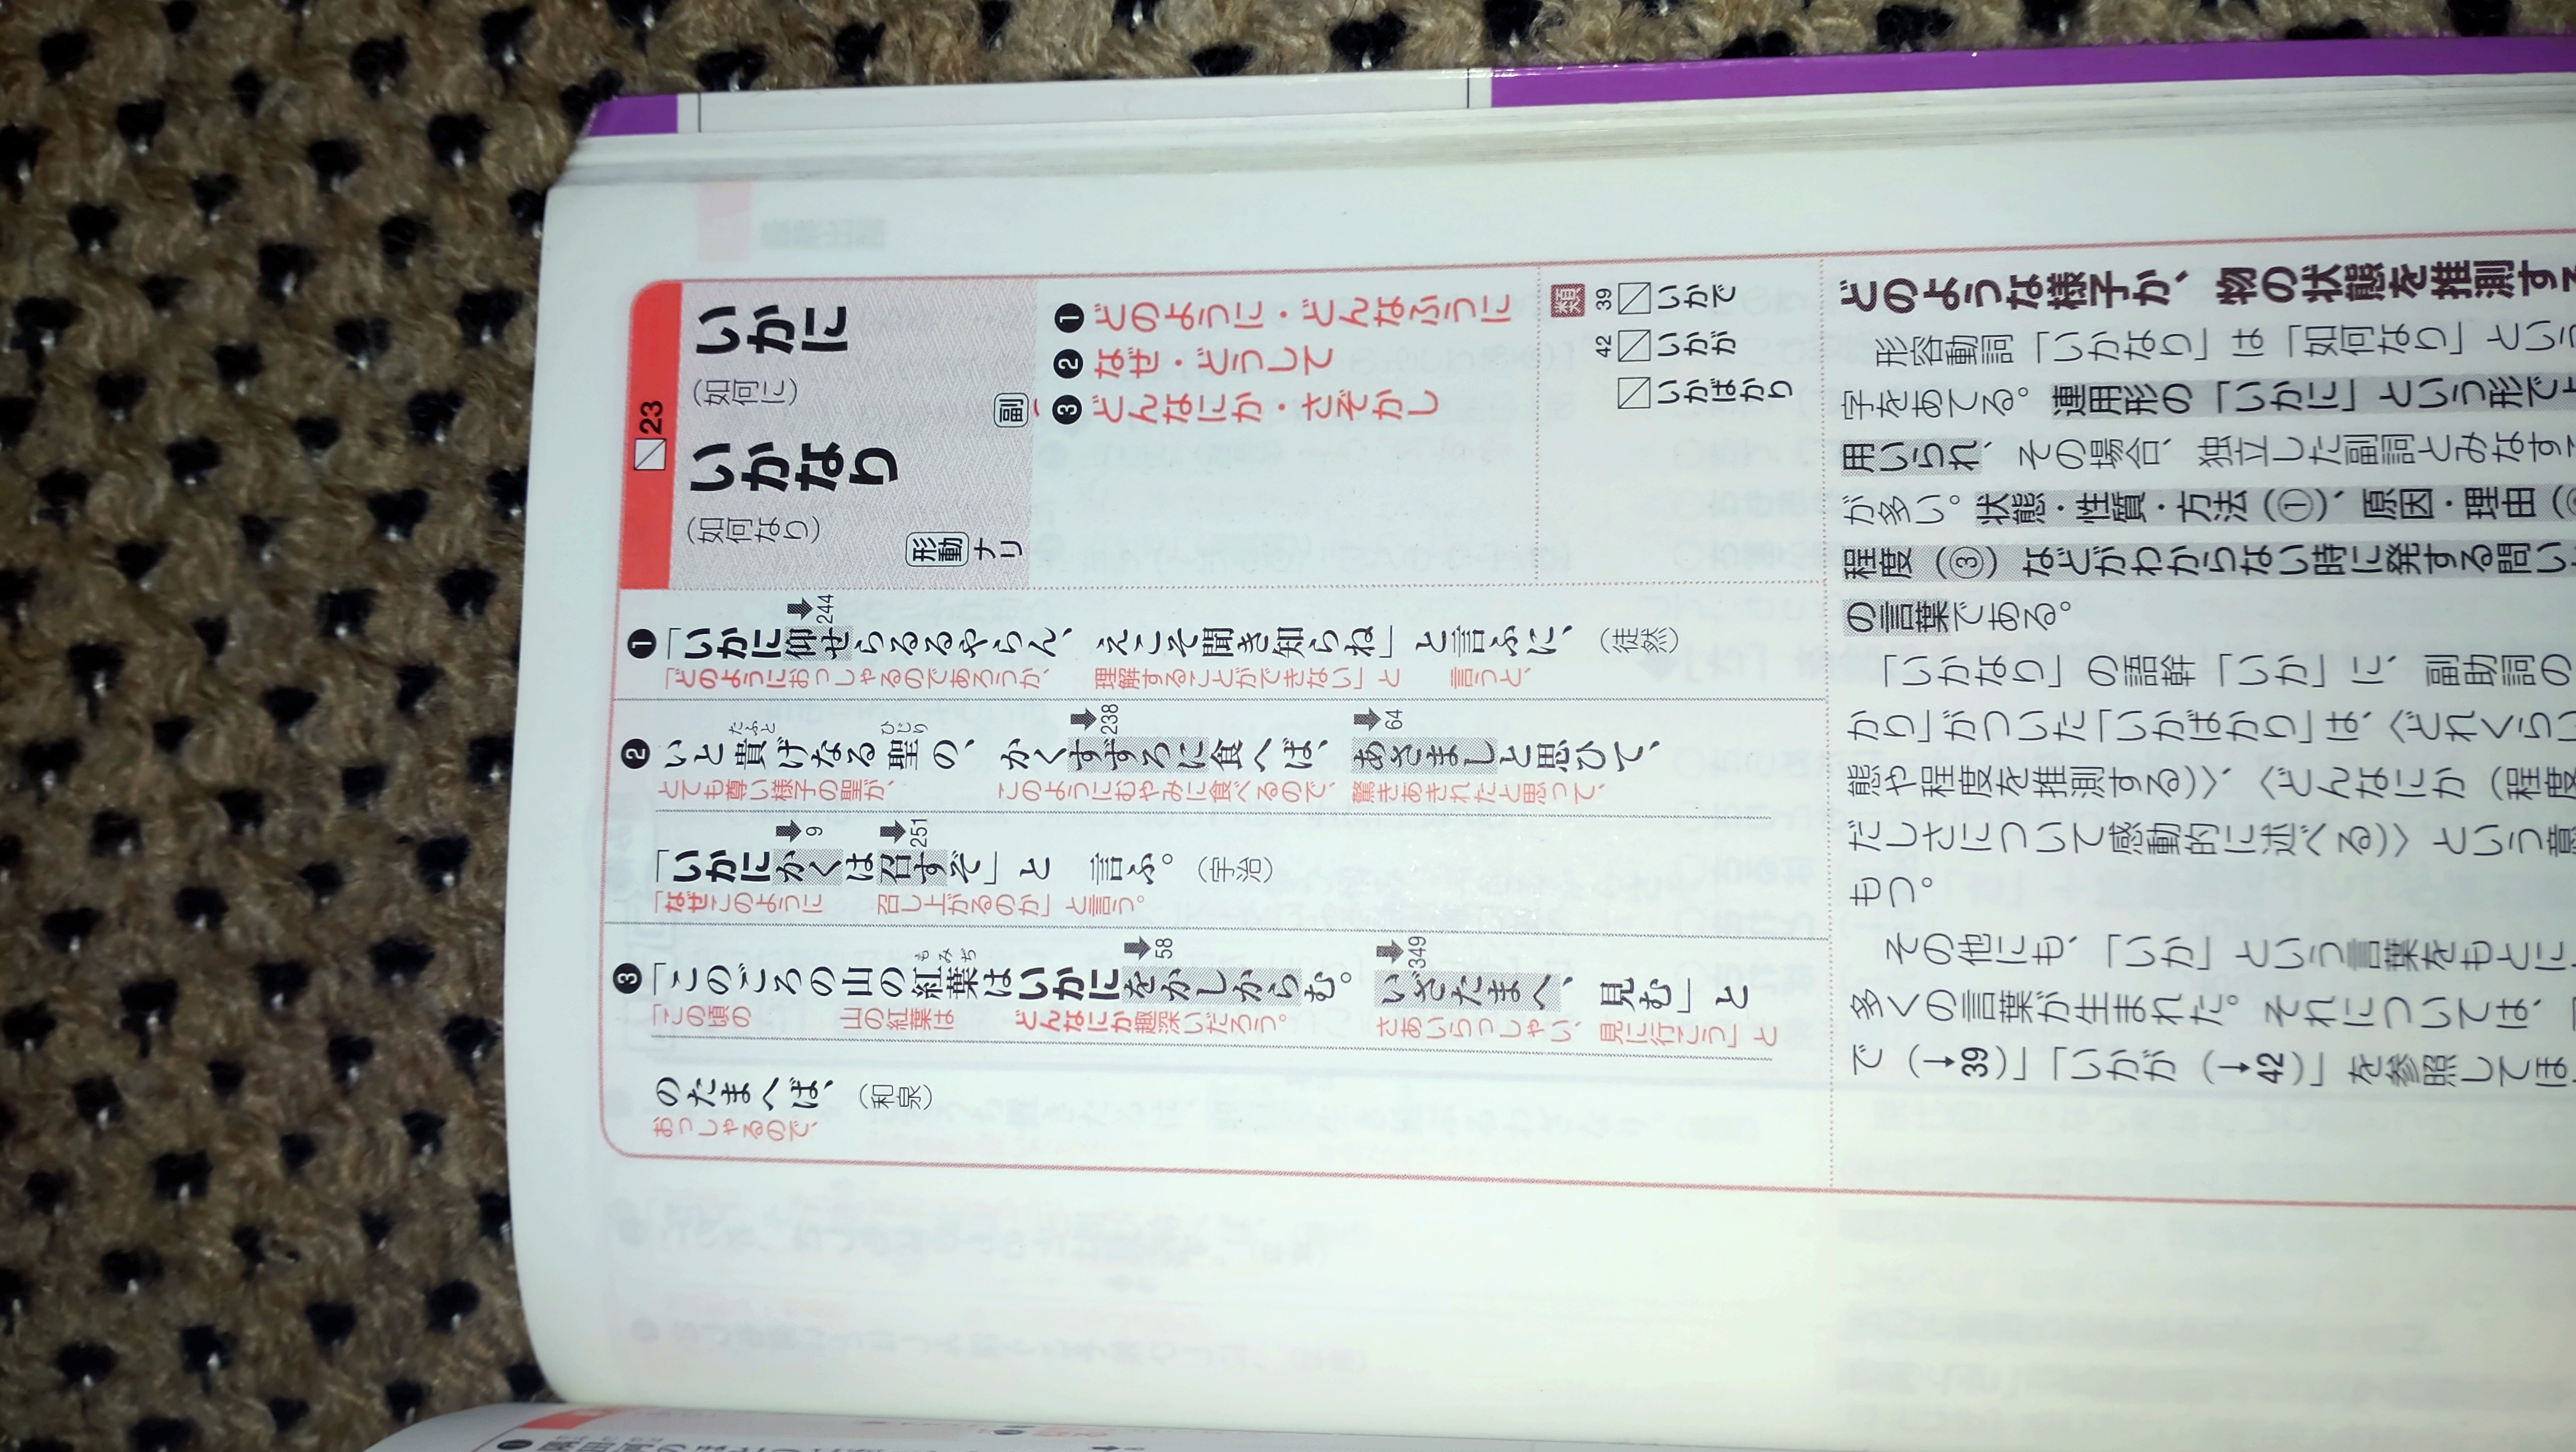 23
いかに
(如何に)
副
いかなり
(如何なり)
形動 ナリ
❶どのように・どんなふうに
❷なぜ・どうして
❸どんなにか・さぞかし
類 39 いかで
42 いかが
いかばかり
➡244
❶「いかに仰せらるるやらん、えこそ聞き知らね」と言ふに、(徒然)
「どのようにおっしゃるのであろうか、理解することができない」と言うと、
たふと ひじり ➡238 ➡64
❷いと貴げなる聖の、かくすずろに食へば、あさましと思ひて、
とても尊い様子の聖が、このようにむやみに食べるので、驚きあきれたと思って、
➡9 ➡251
「いかにかくは召すぞ」と言ふ。(宇治)
「なぜこのように召し上がるのか」と言う。
もみぢ ➡58 ➡349
❸「このごろの山の紅葉はいかにをかしからむ。いざたまへ、見む」と
「この頃の山の紅葉はどんなにか趣深いだろう。さあいらっしゃい、見に行こう」と
のたまへば、(和泉)
おっしゃるので、
どのような様子か、物の状態を推測する
形容動詞「いかなり」は「如何なり」という
字をあてる。連用形の「いかに」という形でよ
用いられ、その場合、独立した副詞とみなす
が多い。状態・性質・方法(①)、原因・理由(
程度(③)などがわからない時に発する問い
の言葉である。
「いかなり」の語幹「いか」に、副助詞の
かり」がついた「いかばかり」は、〈どれくらい
態や程度を推測する)〉、〈どんなにか(程度
だしさについて感動的に述べる)〉という意
もつ。
その他にも、「いか」という言葉をもとに
多くの言葉が生まれた。それについては、
で(→39)」「いかが(→42)」を参照してほ